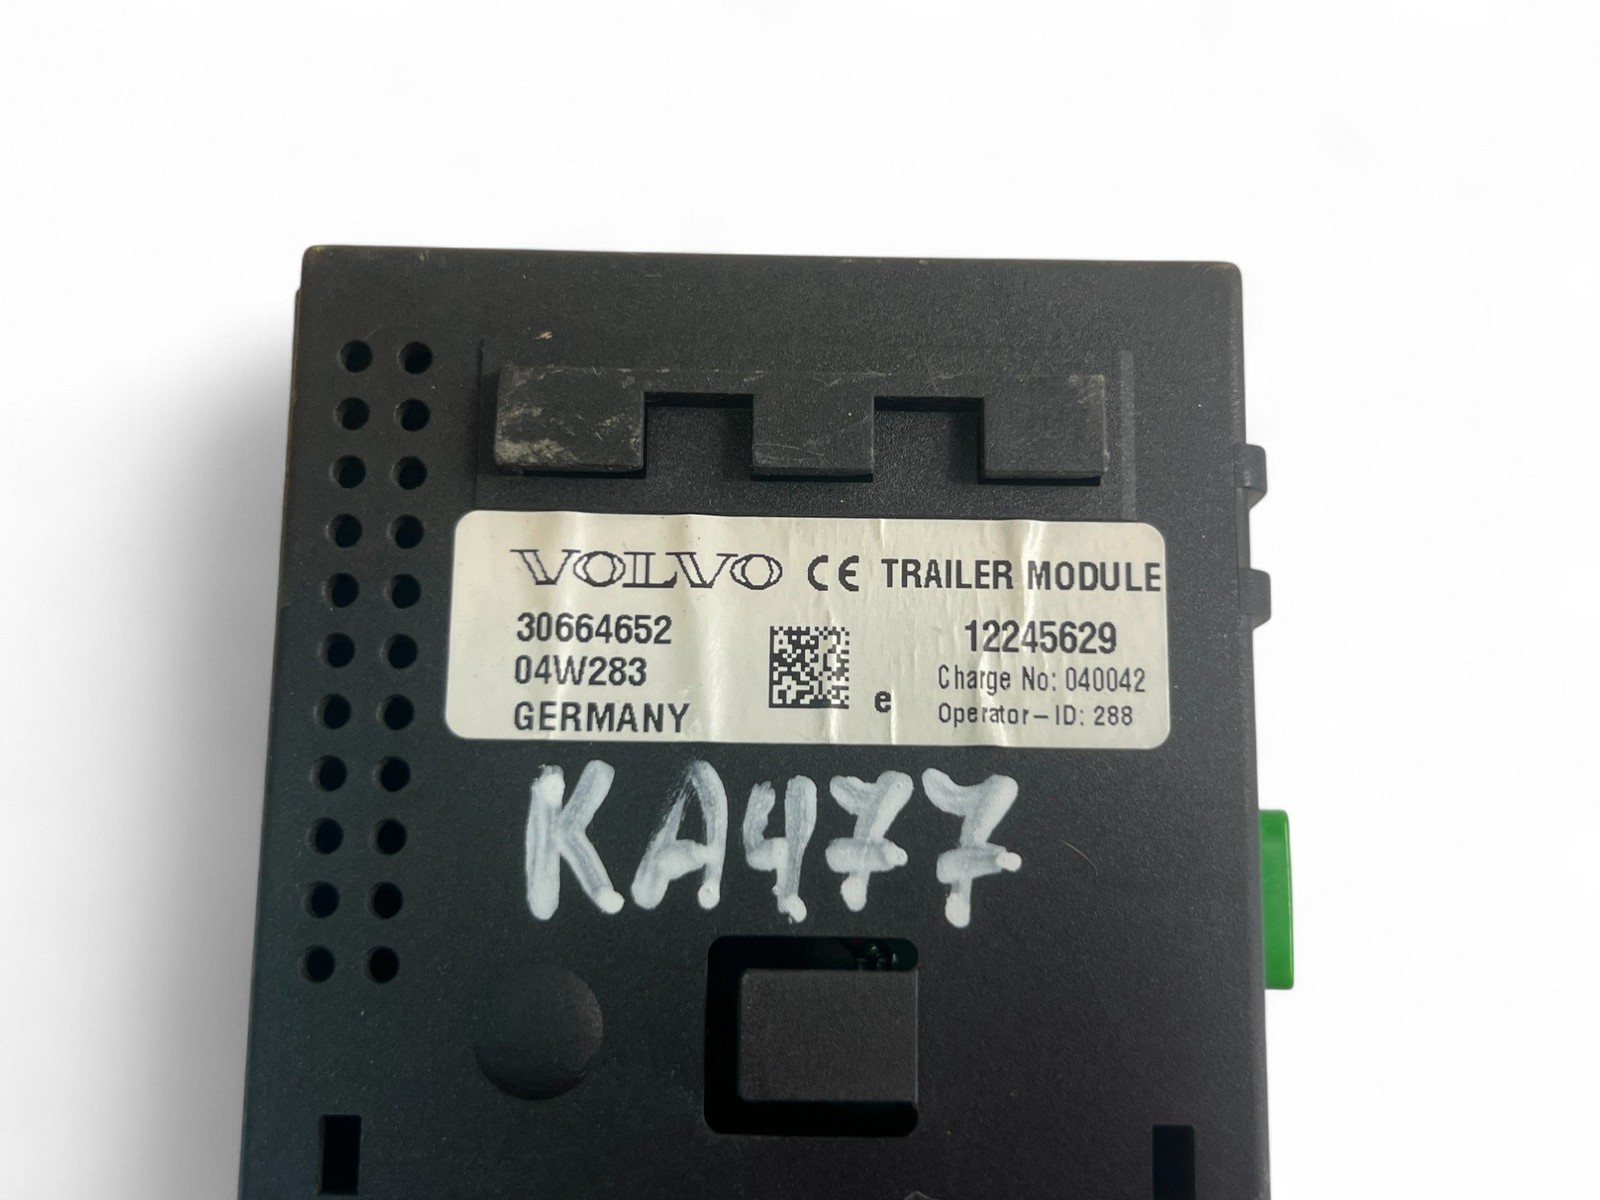 VOLVO CE TRAILER MODULE
30664652 12245629
04W283 Charge No: 040042
GERMANY e Operator-ID: 288
KA477